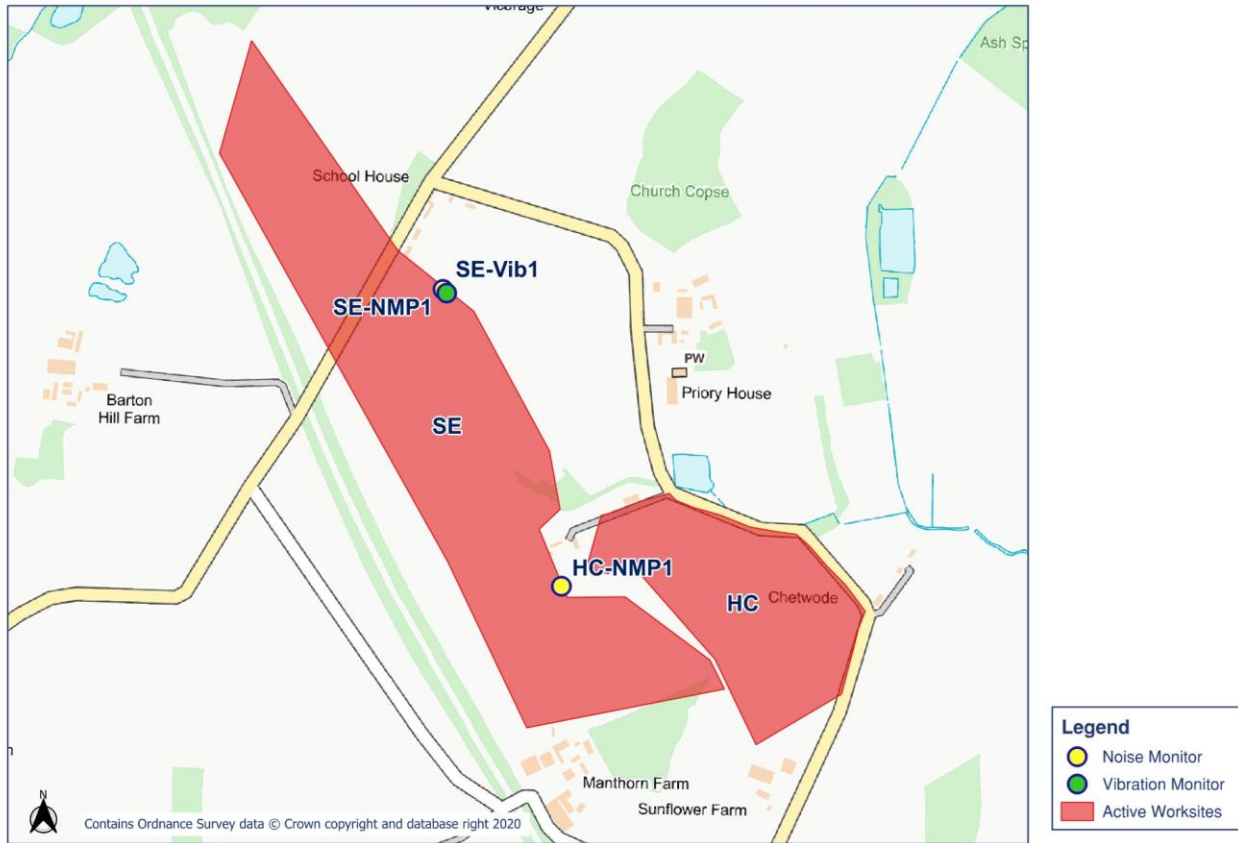 Vicarage
Ash Sp
School House
Church Copse
SE-Vib1
SE-NMP1
PW
Priory House
Barton
Hill Farm
SE
HC-NMP1
HC
Chetwode
Manthorn Farm
Sunflower Farm
N
Contains Ordnance Survey data © Crown copyright and database right 2020
Legend
Noise Monitor
Vibration Monitor
Active Worksites